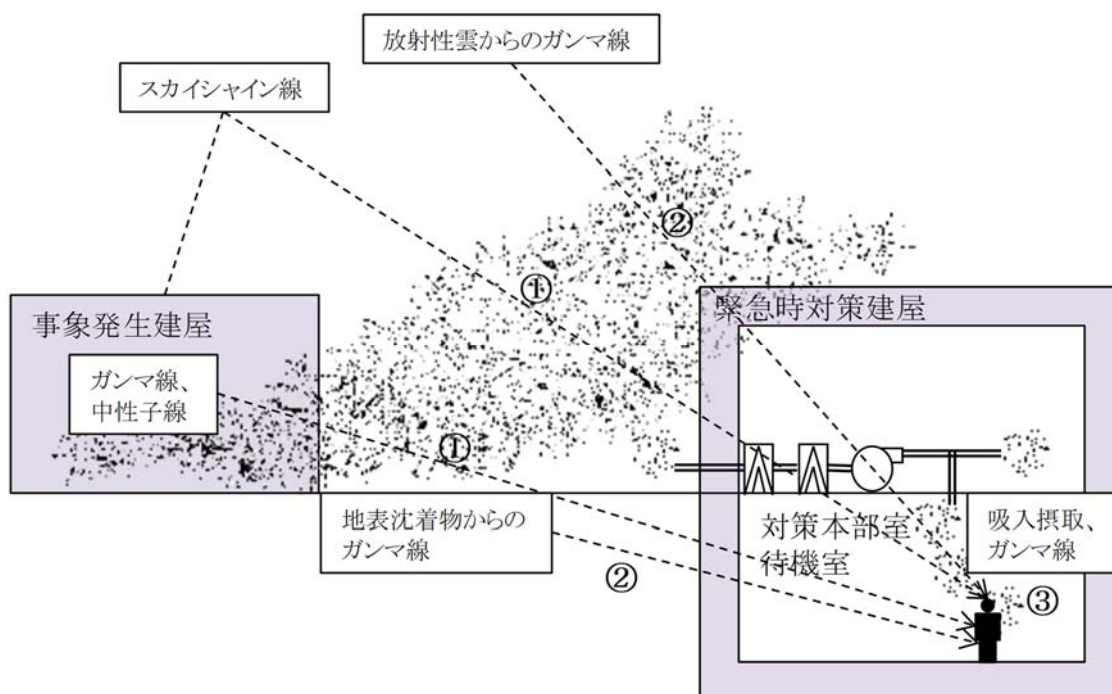 放射性雲からのガンマ線
スカイシャイン線
②
①
事象発生建屋
緊急時対策建屋
ガンマ線、
中性子線
①
地表沈着物からの
ガンマ線
対策本部室
待機室
吸入摂取、
ガンマ線
②
③